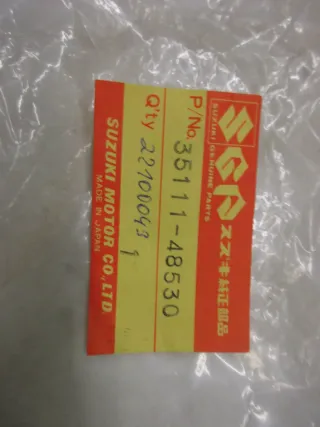 SGP スズキ純正部品
SUZUKI GENUINE PARTS
P/No. 35111-48530
Q'ty 22100049 1
SUZUKI MOTOR CO.,LTD.
MADE IN JAPAN